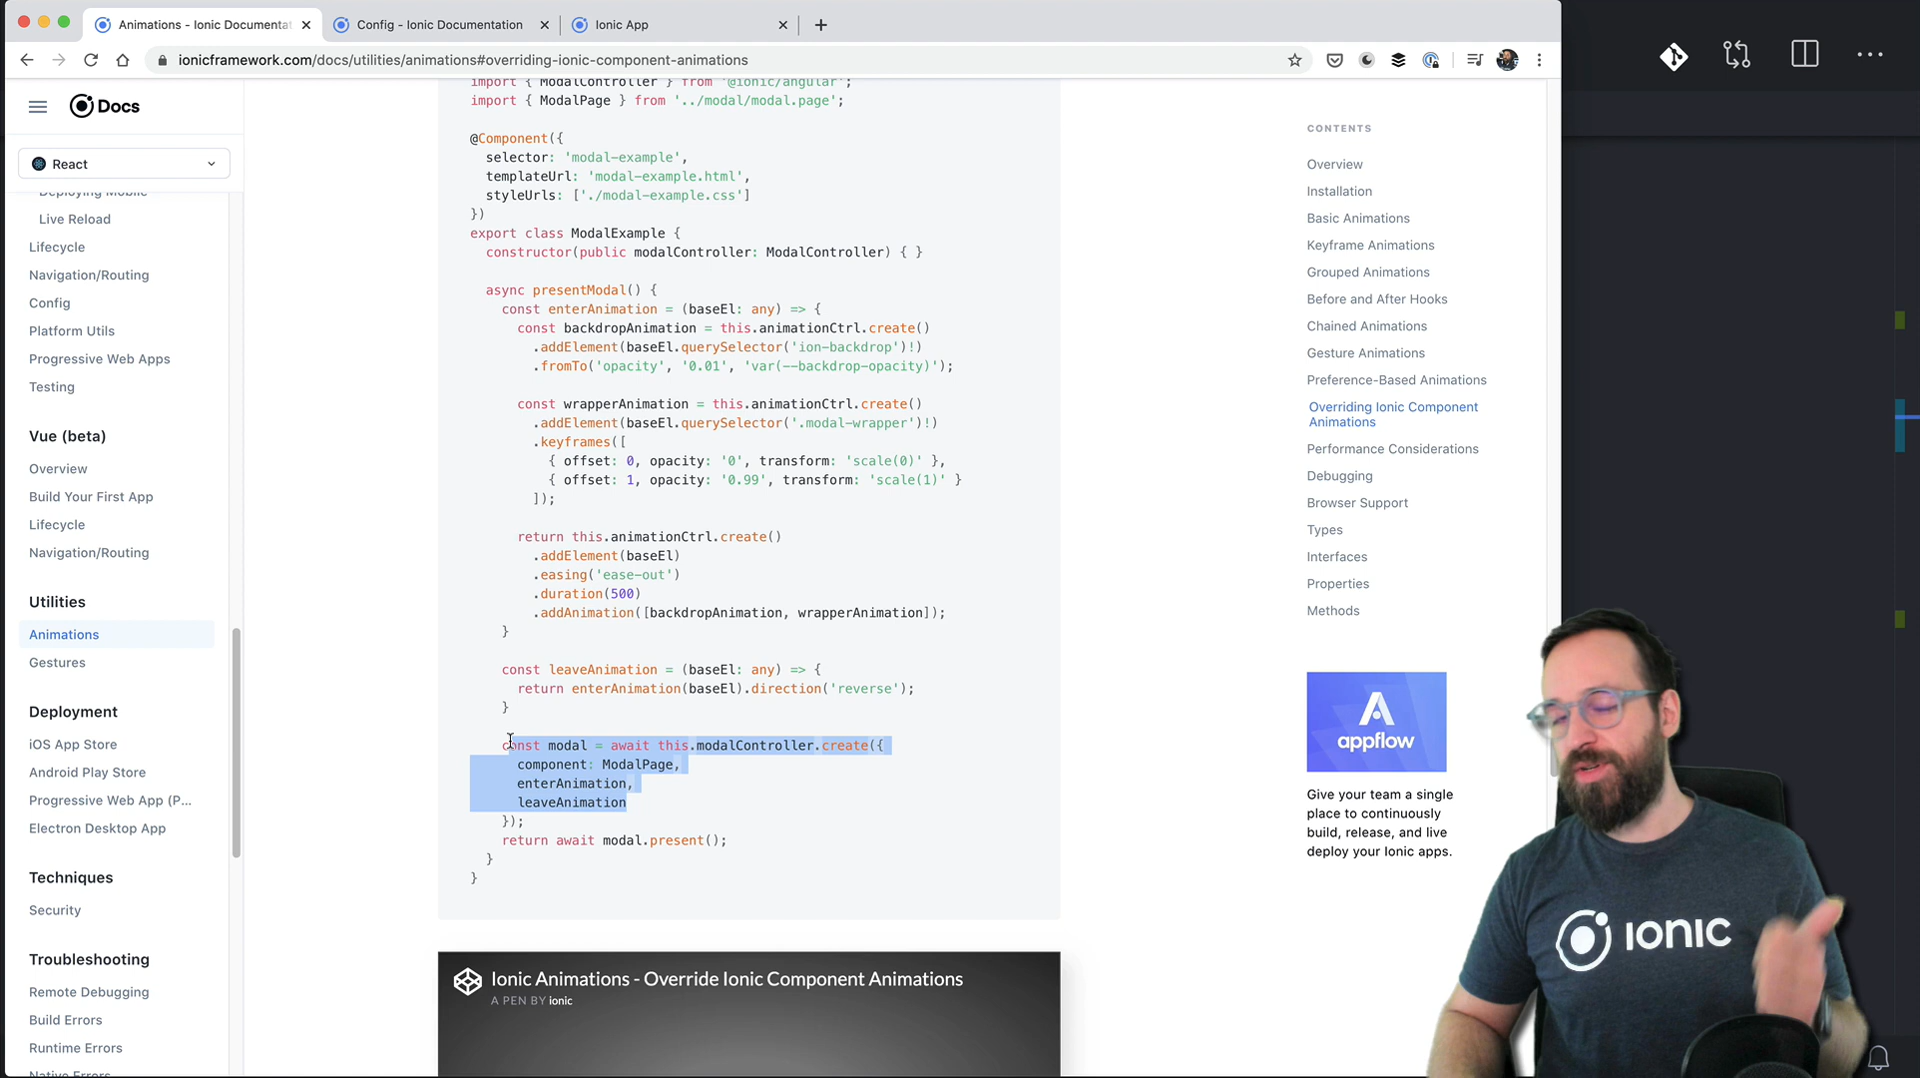 Animations - Ionic Documentat
Config - Ionic Documentation
Ionic App
ionicframework.com/docs/utilities/animations#overriding-ionic-component-animations
Docs
React
Deploying Mobile
Live Reload
Lifecycle
Navigation/Routing
Config
Platform Utils
Progressive Web Apps
Testing
Vue (beta)
Overview
Build Your First App
Lifecycle
Navigation/Routing
Utilities
Animations
Gestures
Deployment
iOS App Store
Android Play Store
Progressive Web App (P...
Electron Desktop App
Techniques
Security
Troubleshooting
Remote Debugging
Build Errors
Runtime Errors
Native Errors
import { ModalController } from '@ionic/angular';
import { ModalPage } from '../modal/modal.page';
@Component({
selector: 'modal-example',
templateUrl: 'modal-example.html',
styleUrls: ['./modal-example.css']
})
export class ModalExample {
constructor(public modalController: ModalController) { }
async presentModal() {
const enterAnimation = (baseEl: any) => {
const backdropAnimation = this.animationCtrl.create()
.addElement(baseEl.querySelector('ion-backdrop')!)
.fromTo('opacity', '0.01', 'var(--backdrop-opacity)');
const wrapperAnimation = this.animationCtrl.create()
.addElement(baseEl.querySelector('.modal-wrapper')!)
.keyframes([
{ offset: 0, opacity: '0', transform: 'scale(0)' },
{ offset: 1, opacity: '0.99', transform: 'scale(1)' }
]);
return this.animationCtrl.create()
.addElement(baseEl)
.easing('ease-out')
.duration(500)
.addAnimation([backdropAnimation, wrapperAnimation]);
}
const leaveAnimation = (baseEl: any) => {
return enterAnimation(baseEl).direction('reverse');
}
const modal = await this.modalController.create({
component: ModalPage,
enterAnimation,
leaveAnimation
});
return await modal.present();
}
}
Ionic Animations - Override Ionic Component Animations
A PEN BY ionic
CONTENTS
Overview
Installation
Basic Animations
Keyframe Animations
Grouped Animations
Before and After Hooks
Chained Animations
Gesture Animations
Preference-Based Animations
Overriding Ionic Component
Animations
Performance Considerations
Debugging
Browser Support
Types
Interfaces
Properties
Methods
appflow
Give your team a single
place to continuously
build, release, and live
deploy your Ionic apps.
IONIC